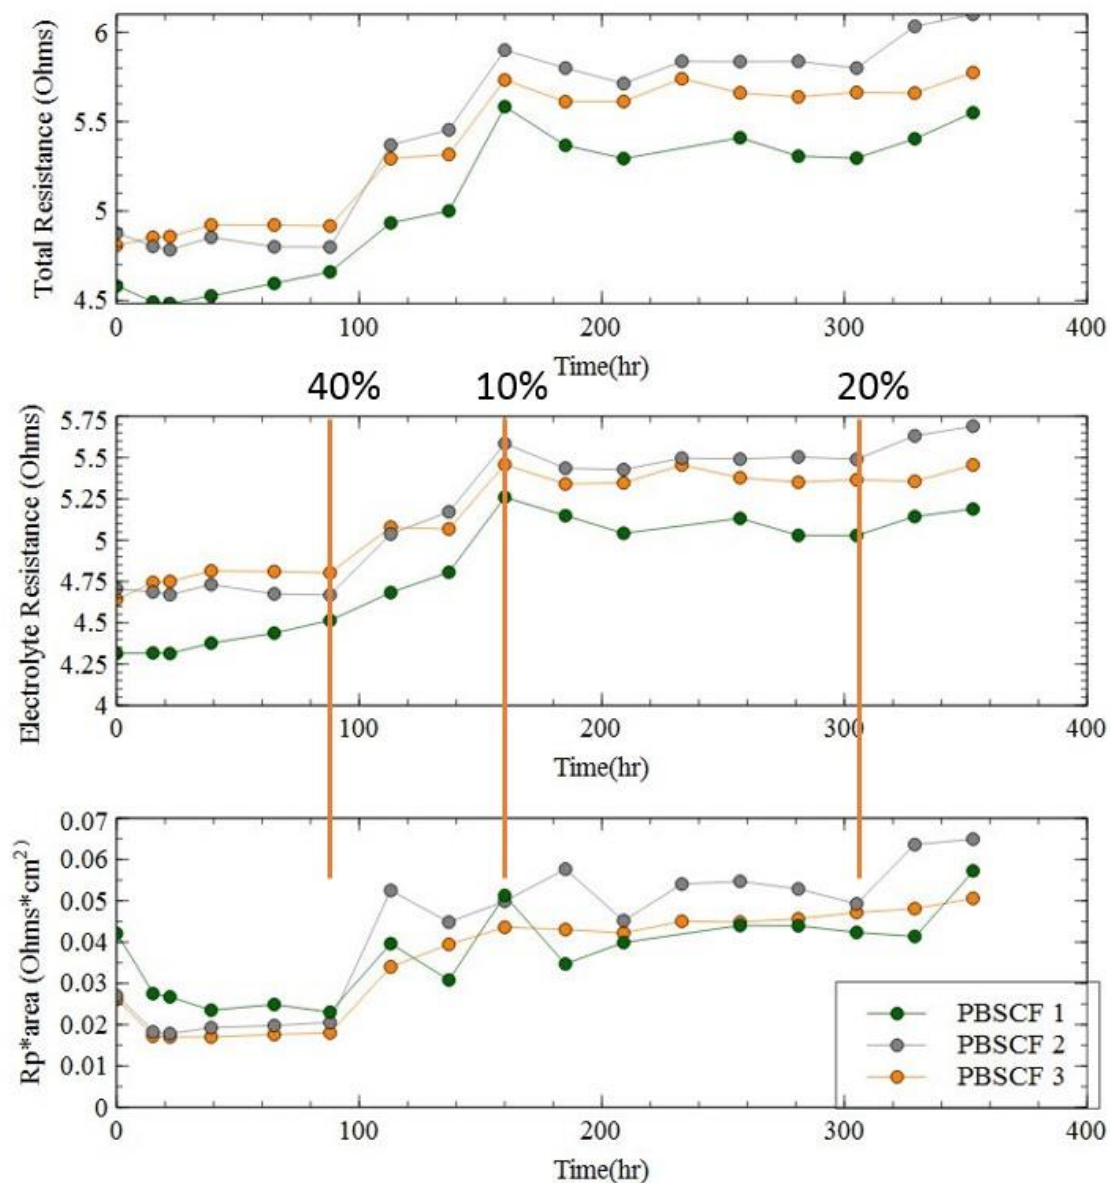 6
5.5
5
4.5
Total Resistance (Ohms)
0 100 200 300 400
Time(hr)
40% 10% 20%
5.75
5.5
5.25
5
4.75
4.5
4.25
4
Electrolyte Resistance (Ohms)
0 100 200 300 400
Time(hr)
0.07
0.06
0.05
0.04
0.03
0.02
0.01
0
Rp*area (Ohms*cm²)
PBSCF 1
PBSCF 2
PBSCF 3
0 100 200 300 400
Time(hr)